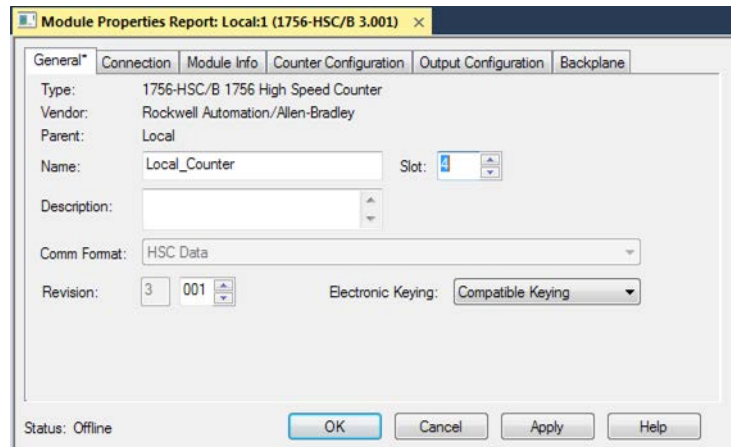 Module Properties Report: Local:1 (1756-HSC/B 3.001) ×
General* Connection Module Info Counter Configuration Output Configuration Backplane
Type: 1756-HSC/B 1756 High Speed Counter
Vendor: Rockwell Automation/Allen-Bradley
Parent: Local
Name: Local_Counter Slot: 4
Description:
Comm Format: HSC Data
Revision: 3 001 Electronic Keying: Compatible Keying
Status: Offline OK Cancel Apply Help